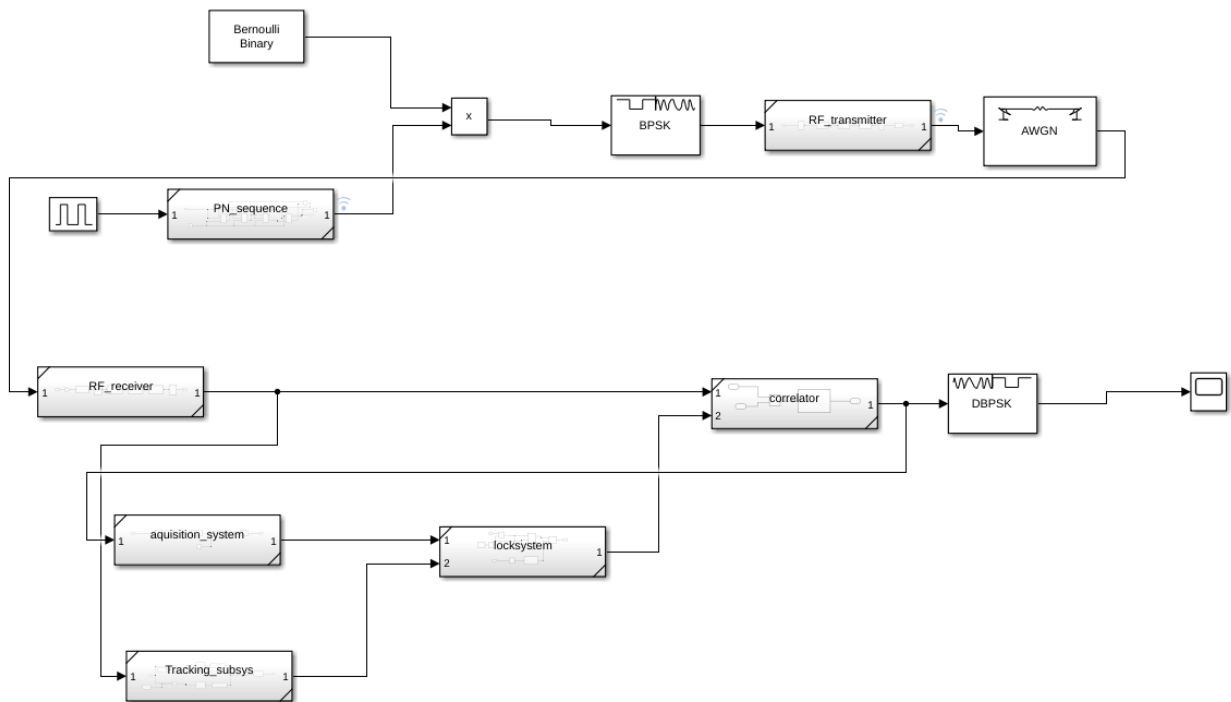 Bernoulli
Binary
x
BPSK
1 RF_transmitter 1
AWGN
1 PN_sequence 1
1 RF_receiver 1
1
2
correlator
1
DBPSK
1 aquisition_system 1
1
2
locksystem
1
1 Tracking_subsys 1